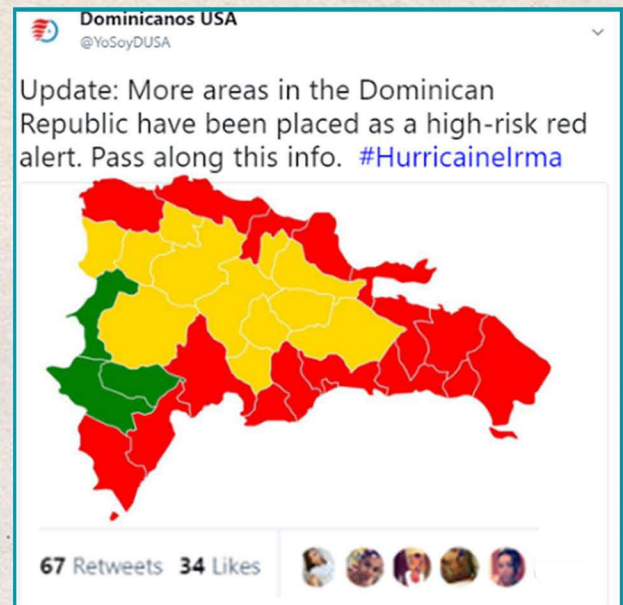 Dominicanos USA
@YoSoyDUSA
Update: More areas in the Dominican
Republic have been placed as a high-risk red
alert. Pass along this info. #HurricaineIrma
67 Retweets 34 Likes